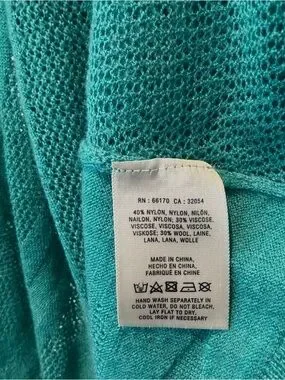 RN : 66170 CA : 32054
40% NYLON, NYLON, NILÓN,
NAILON, NYLON; 30% VISCOSE,
VISCOSE, VISCOSA, VISCOSA,
VISKOSE; 30% WOOL, LAINE,
LANA, LANA, WOLLE
MADE IN CHINA
HECHO EN CHINA
FABRIQUÉ EN CHINE
HAND WASH SEPARATELY IN
COLD WATER, DO NOT BLEACH,
LAY FLAT TO DRY,
COOL IRON IF NECESSARY